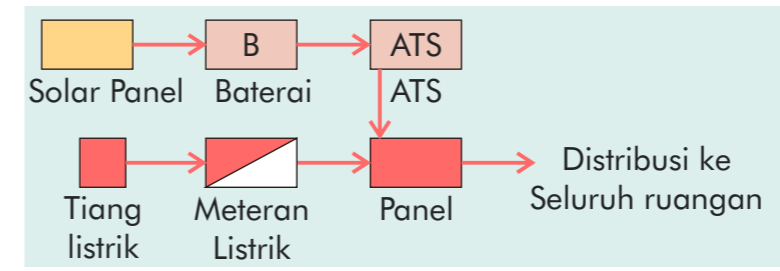 B
ATS
Solar Panel
Baterai
ATS
Tiang
listrik
Meteran
Listrik
Panel
Distribusi ke
Seluruh ruangan